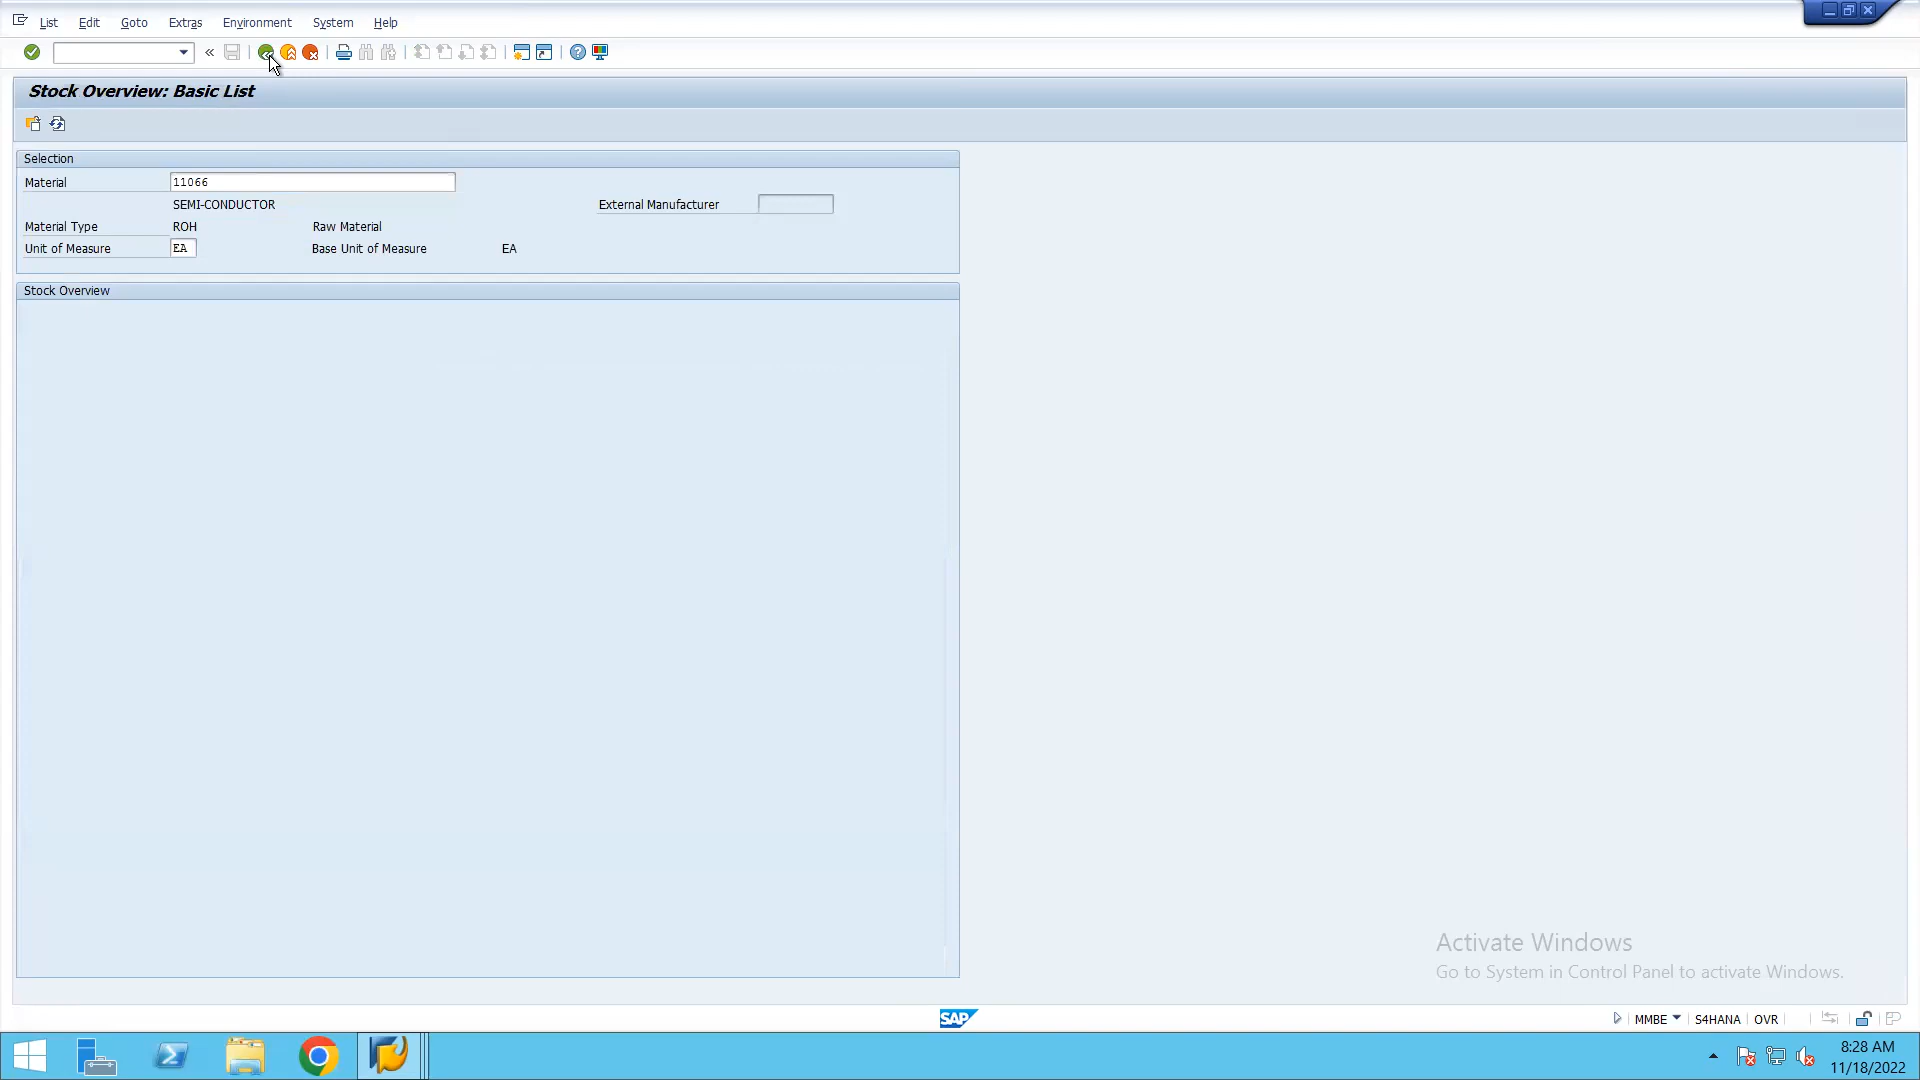 List Edit Goto Extras Environment System Help
Stock Overview: Basic List
Selection
Material 11066
SEMI-CONDUCTOR External Manufacturer
Material Type ROH Raw Material
Unit of Measure EA Base Unit of Measure EA
Stock Overview
Activate Windows
Go to System in Control Panel to activate Windows.
SAP MMBE S4HANA OVR
8:28 AM
11/18/2022